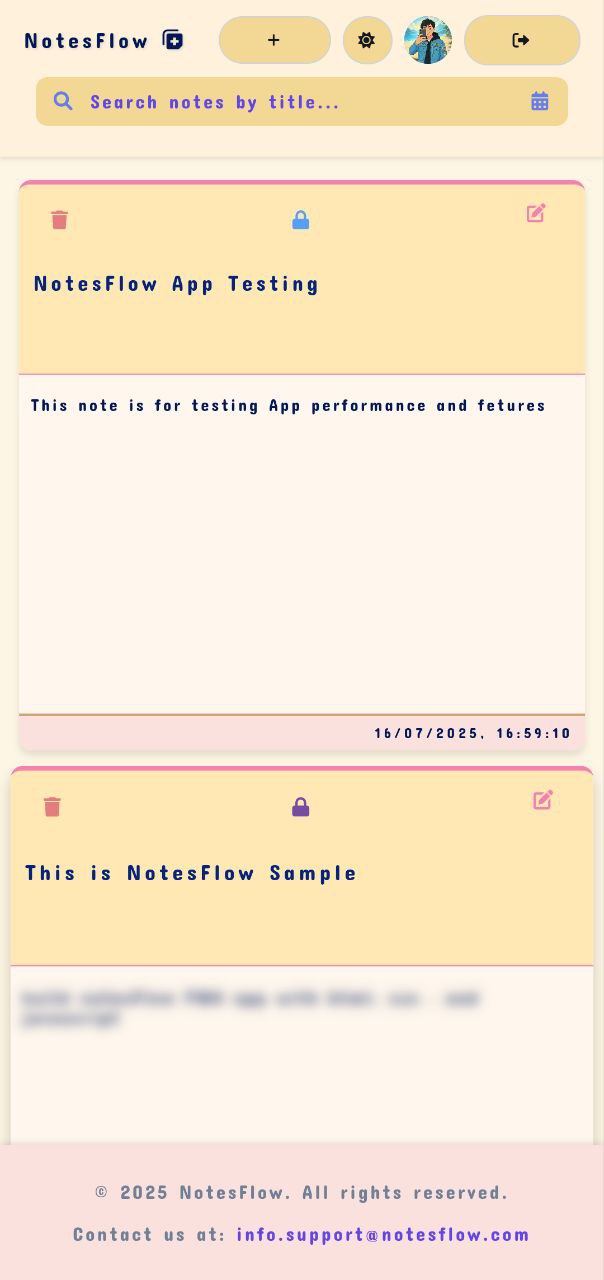 NotesFlow
Search notes by title...
NotesFlow App Testing
This note is for testing App performance and fetures
16/07/2025, 16:59:10
This is NotesFlow Sample
© 2025 NotesFlow. All rights reserved.
Contact us at: info.support@notesflow.com